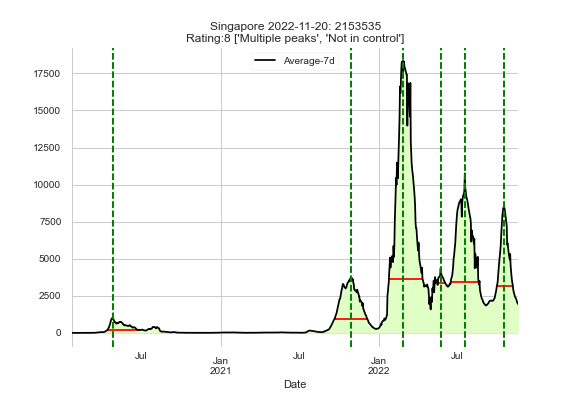 Singapore 2022-11-20: 2153535
Rating:8 ['Multiple peaks', 'Not in control']
Average-7d
17500
15000
12500
10000
7500
5000
2500
0
Jul
Jan
2021
Jul
Jan
2022
Jul
Date